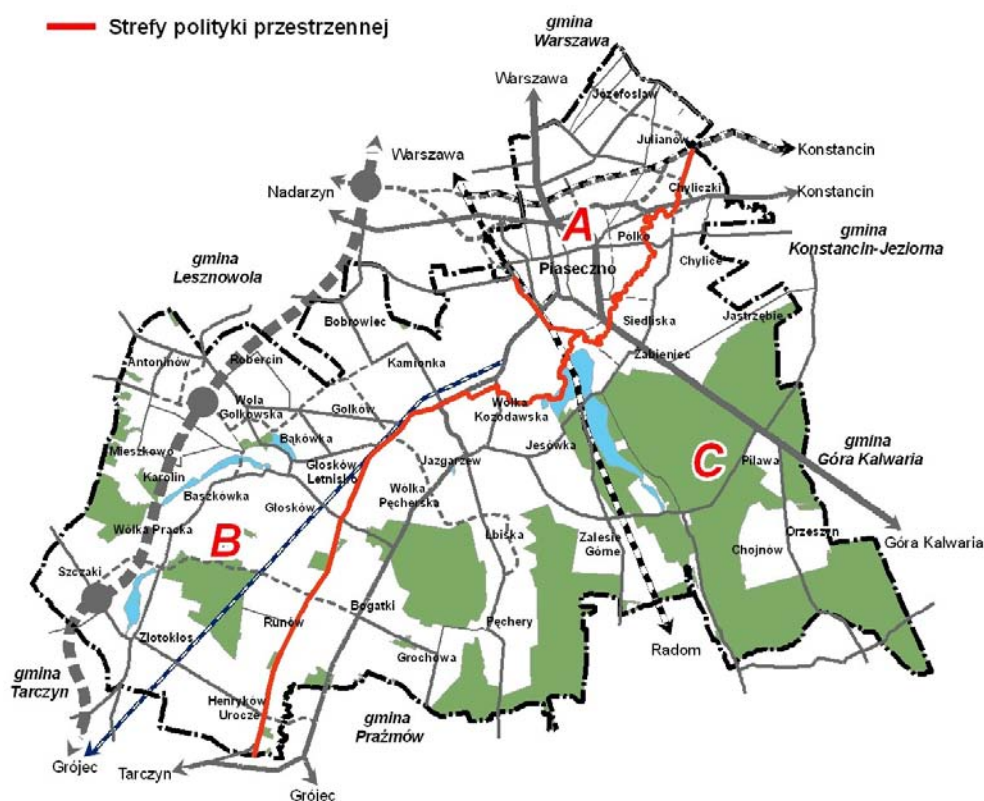 Strefy polityki przestrzennej
gmina
Warszawa
Warszawa
Józefosław
Julianów
Warszawa
Konstancin
Nadarzyn
Chyliczki
Konstancin
A
Polko
gmina
Konstancin-Jeziorna
Chylice
Piaseczno
gmina
Lesznowola
Bobrowiec
Siedliska
Jastrzębie
Antoninów
Robercin
Kamionka
Żabieniec
Wola
Gołkowska
Gołków
Wólka
Kozodawska
Bąkówka
Jesówka
gmina
Góra Kalwaria
Mieszkowo
Karolin
Głosków
Letnisko
Jazgarzew
C
Pilawa
Baszkówka
Wólka
Pęcherska
Głosków
Wólka Pracka
B
Łbiska
Zalesie
Górne
Orzeszyn
Chojnów
Góra Kalwaria
Szczaki
Bogatki
Runów
Pęchery
Złotokłos
Radom
Grochowa
gmina
Tarczyn
Henryków
Urocze
gmina
Prażmów
Grójec
Tarczyn
Grójec